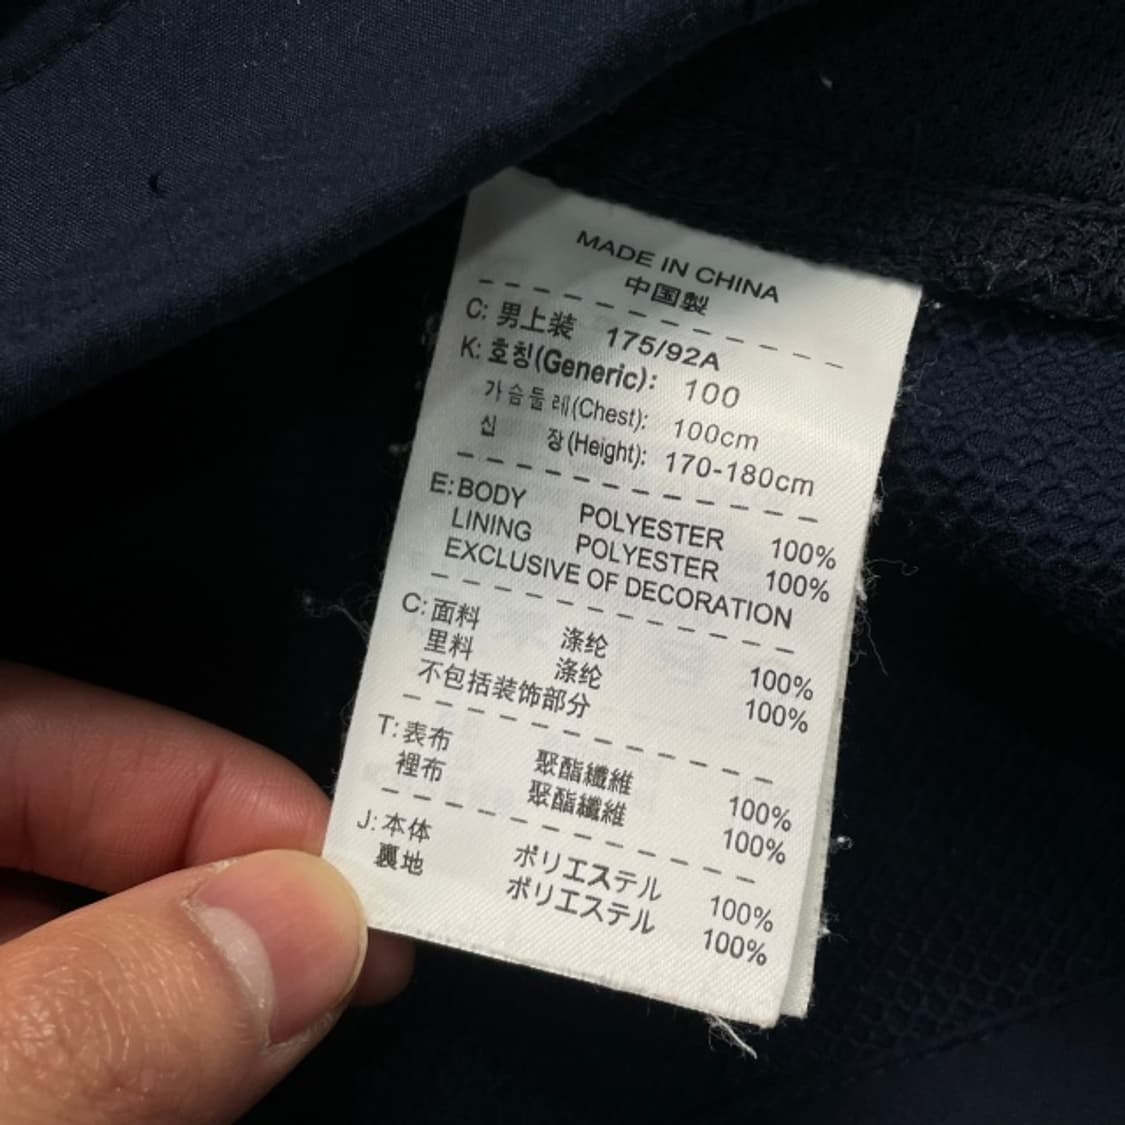 MADE IN CHINA
中国製
C: 男上装 175/92A
K: 호칭(Generic): 100
가슴둘레(Chest): 100cm
신 장(Height): 170-180cm
E: BODY POLYESTER 100%
LINING POLYESTER 100%
EXCLUSIVE OF DECORATION
C: 面料 涤纶 100%
里料 涤纶 100%
不包括装饰部分
T: 表布 聚酯纖維 100%
裡布 聚酯纖維 100%
J: 本体 ポリエステル 100%
裏地 ポリエステル 100%